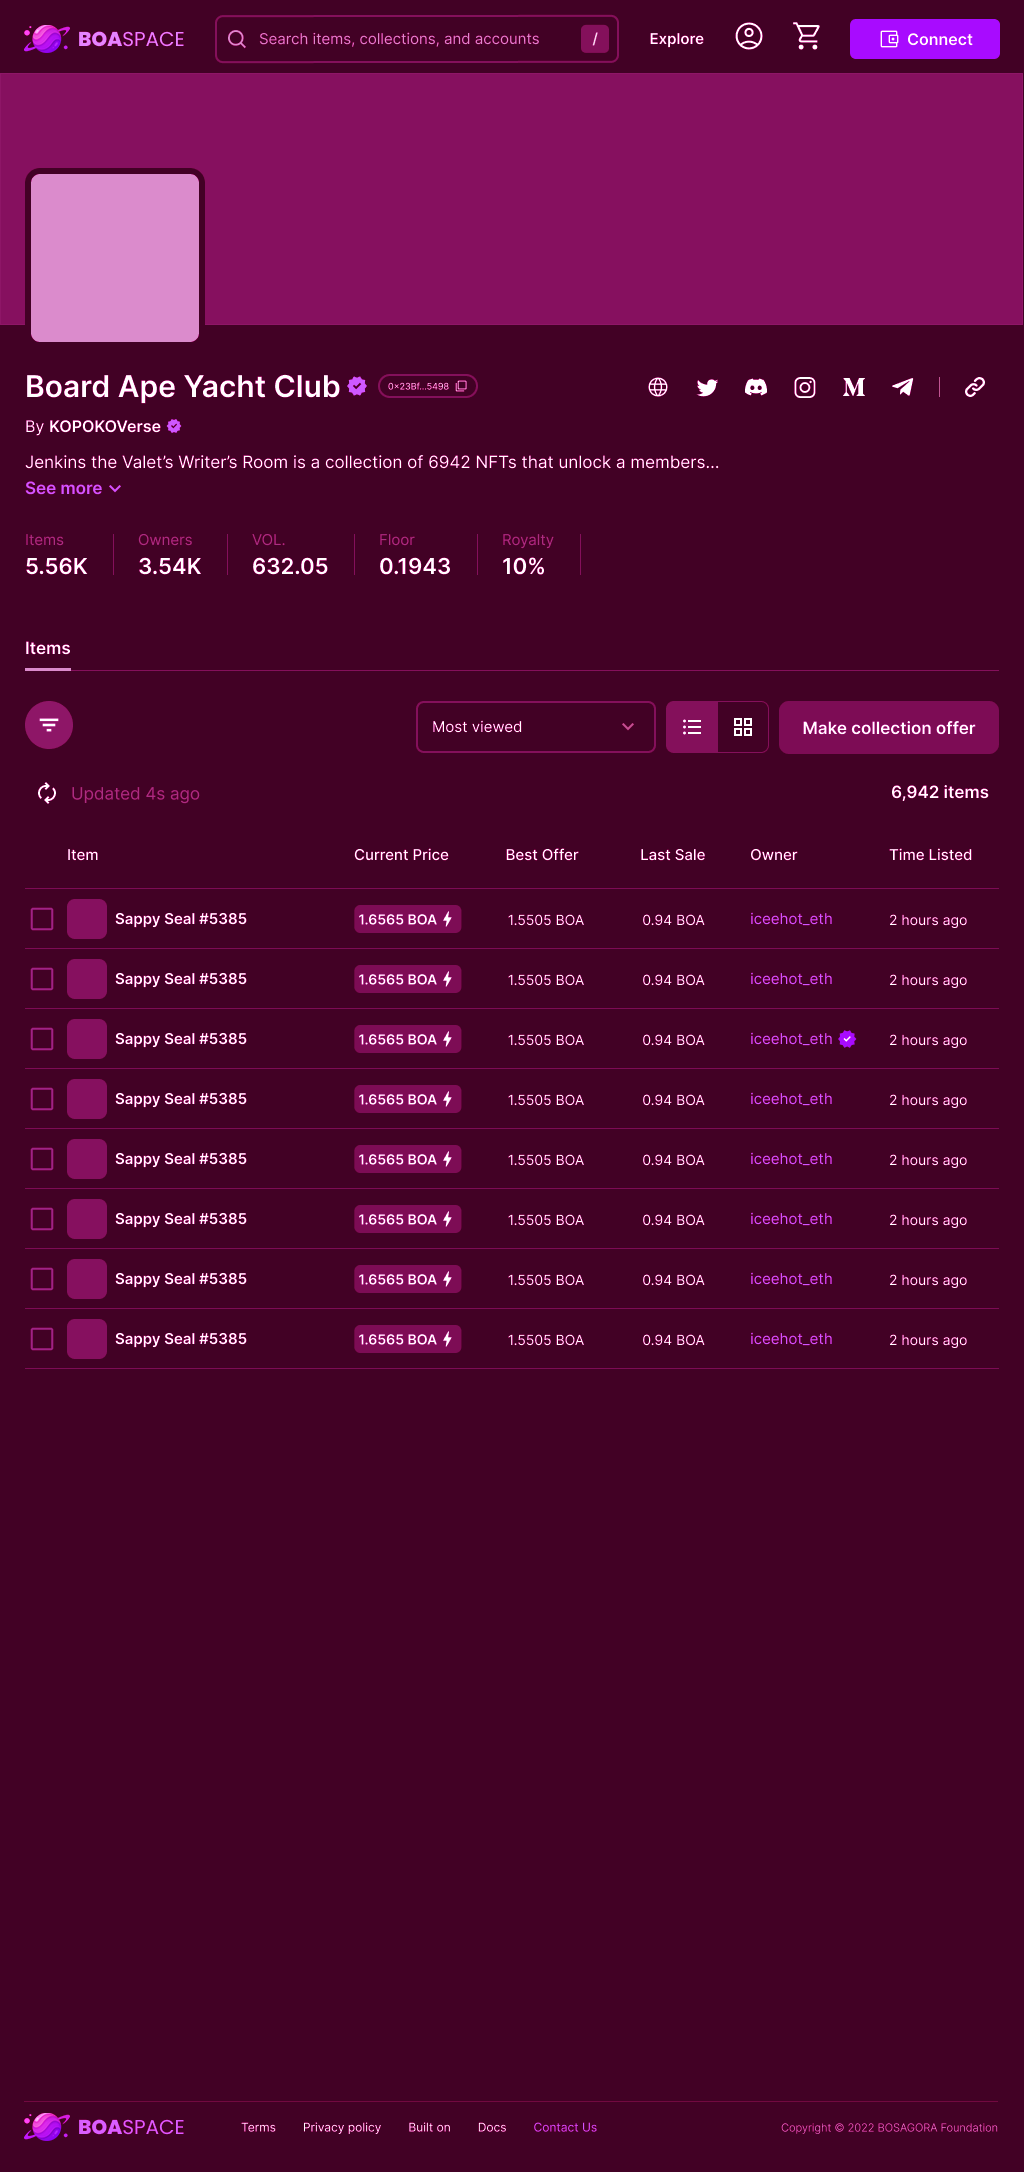 BOASPACE
Search items, collections, and accounts
/
Explore
Connect
Board Ape Yacht Club
0×23Bf...5498
By KOPOKOVerse
Jenkins the Valet’s Writer’s Room is a collection of 6942 NFTs that unlock a members...
See more
Items Owners VOL. Floor Royalty
5.56K 3.54K 632.05 0.1943 10%
Items
Most viewed
Make collection offer
Updated 4s ago
6,942 items
Item Current Price Best Offer Last Sale Owner Time Listed
Sappy Seal #5385 1.6565 BOA 1.5505 BOA 0.94 BOA iceehot_eth 2 hours ago
Sappy Seal #5385 1.6565 BOA 1.5505 BOA 0.94 BOA iceehot_eth 2 hours ago
Sappy Seal #5385 1.6565 BOA 1.5505 BOA 0.94 BOA iceehot_eth 2 hours ago
Sappy Seal #5385 1.6565 BOA 1.5505 BOA 0.94 BOA iceehot_eth 2 hours ago
Sappy Seal #5385 1.6565 BOA 1.5505 BOA 0.94 BOA iceehot_eth 2 hours ago
Sappy Seal #5385 1.6565 BOA 1.5505 BOA 0.94 BOA iceehot_eth 2 hours ago
Sappy Seal #5385 1.6565 BOA 1.5505 BOA 0.94 BOA iceehot_eth 2 hours ago
Sappy Seal #5385 1.6565 BOA 1.5505 BOA 0.94 BOA iceehot_eth 2 hours ago
BOASPACE
Terms Privacy policy Built on Docs Contact Us
Copyright © 2022 BOSAGORA Foundation